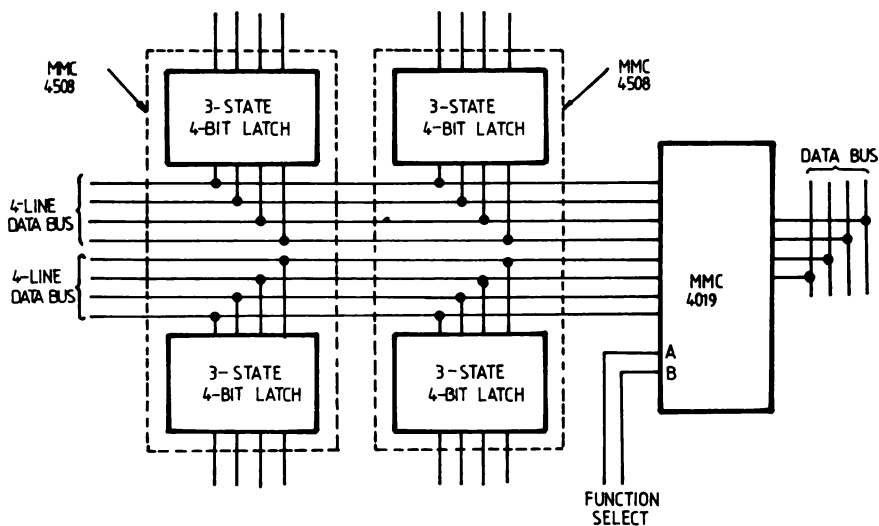 MMC
4508
3-STATE
4-BIT LATCH
3-STATE
4-BIT LATCH
MMC
4508
4-LINE
DATA BUS
4-LINE
DATA BUS
DATA BUS
MMC
4019
A
B
3-STATE
4-BIT LATCH
3-STATE
4-BIT LATCH
FUNCTION
SELECT